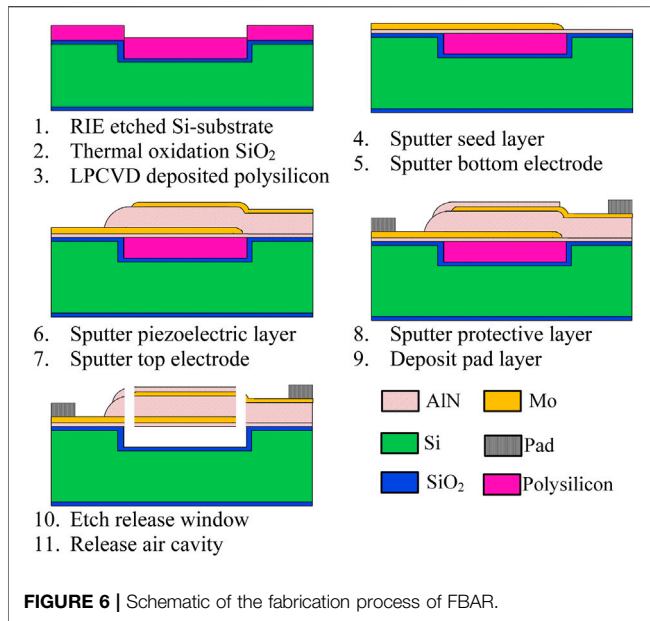 1. RIE etched Si-substrate
2. Thermal oxidation SiO₂
3. LPCVD deposited polysilicon
4. Sputter seed layer
5. Sputter bottom electrode
6. Sputter piezoelectric layer
7. Sputter top electrode
8. Sputter protective layer
9. Deposit pad layer
AlN
Mo
Si
Pad
SiO₂
Polysilicon
10. Etch release window
11. Release air cavity
FIGURE 6 | Schematic of the fabrication process of FBAR.